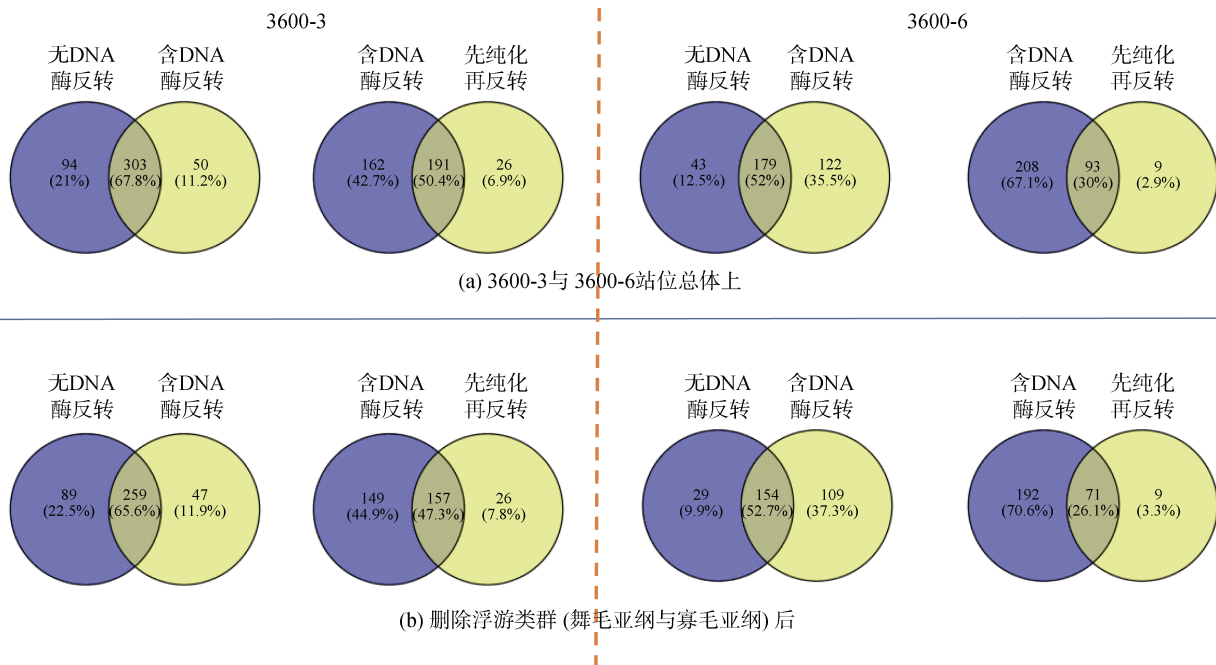 3600-3
3600-6
无DNA
酶反转
含DNA
酶反转
94
(21%)
303
(67.8%)
50
(11.2%)
含DNA
酶反转
先纯化
再反转
162
(42.7%)
191
(50.4%)
26
(6.9%)
无DNA
酶反转
含DNA
酶反转
43
(12.5%)
179
(52%)
122
(35.5%)
含DNA
酶反转
先纯化
再反转
208
(67.1%)
93
(30%)
9
(2.9%)
(a) 3600-3与 3600-6站位总体上
无DNA
酶反转
含DNA
酶反转
89
(22.5%)
259
(65.6%)
47
(11.9%)
含DNA
酶反转
先纯化
再反转
149
(44.9%)
157
(47.3%)
26
(7.8%)
无DNA
酶反转
含DNA
酶反转
29
(9.9%)
154
(52.7%)
109
(37.3%)
含DNA
酶反转
先纯化
再反转
192
(70.6%)
71
(26.1%)
9
(3.3%)
(b) 删除浮游类群 (舞毛亚纲与寡毛亚纲) 后